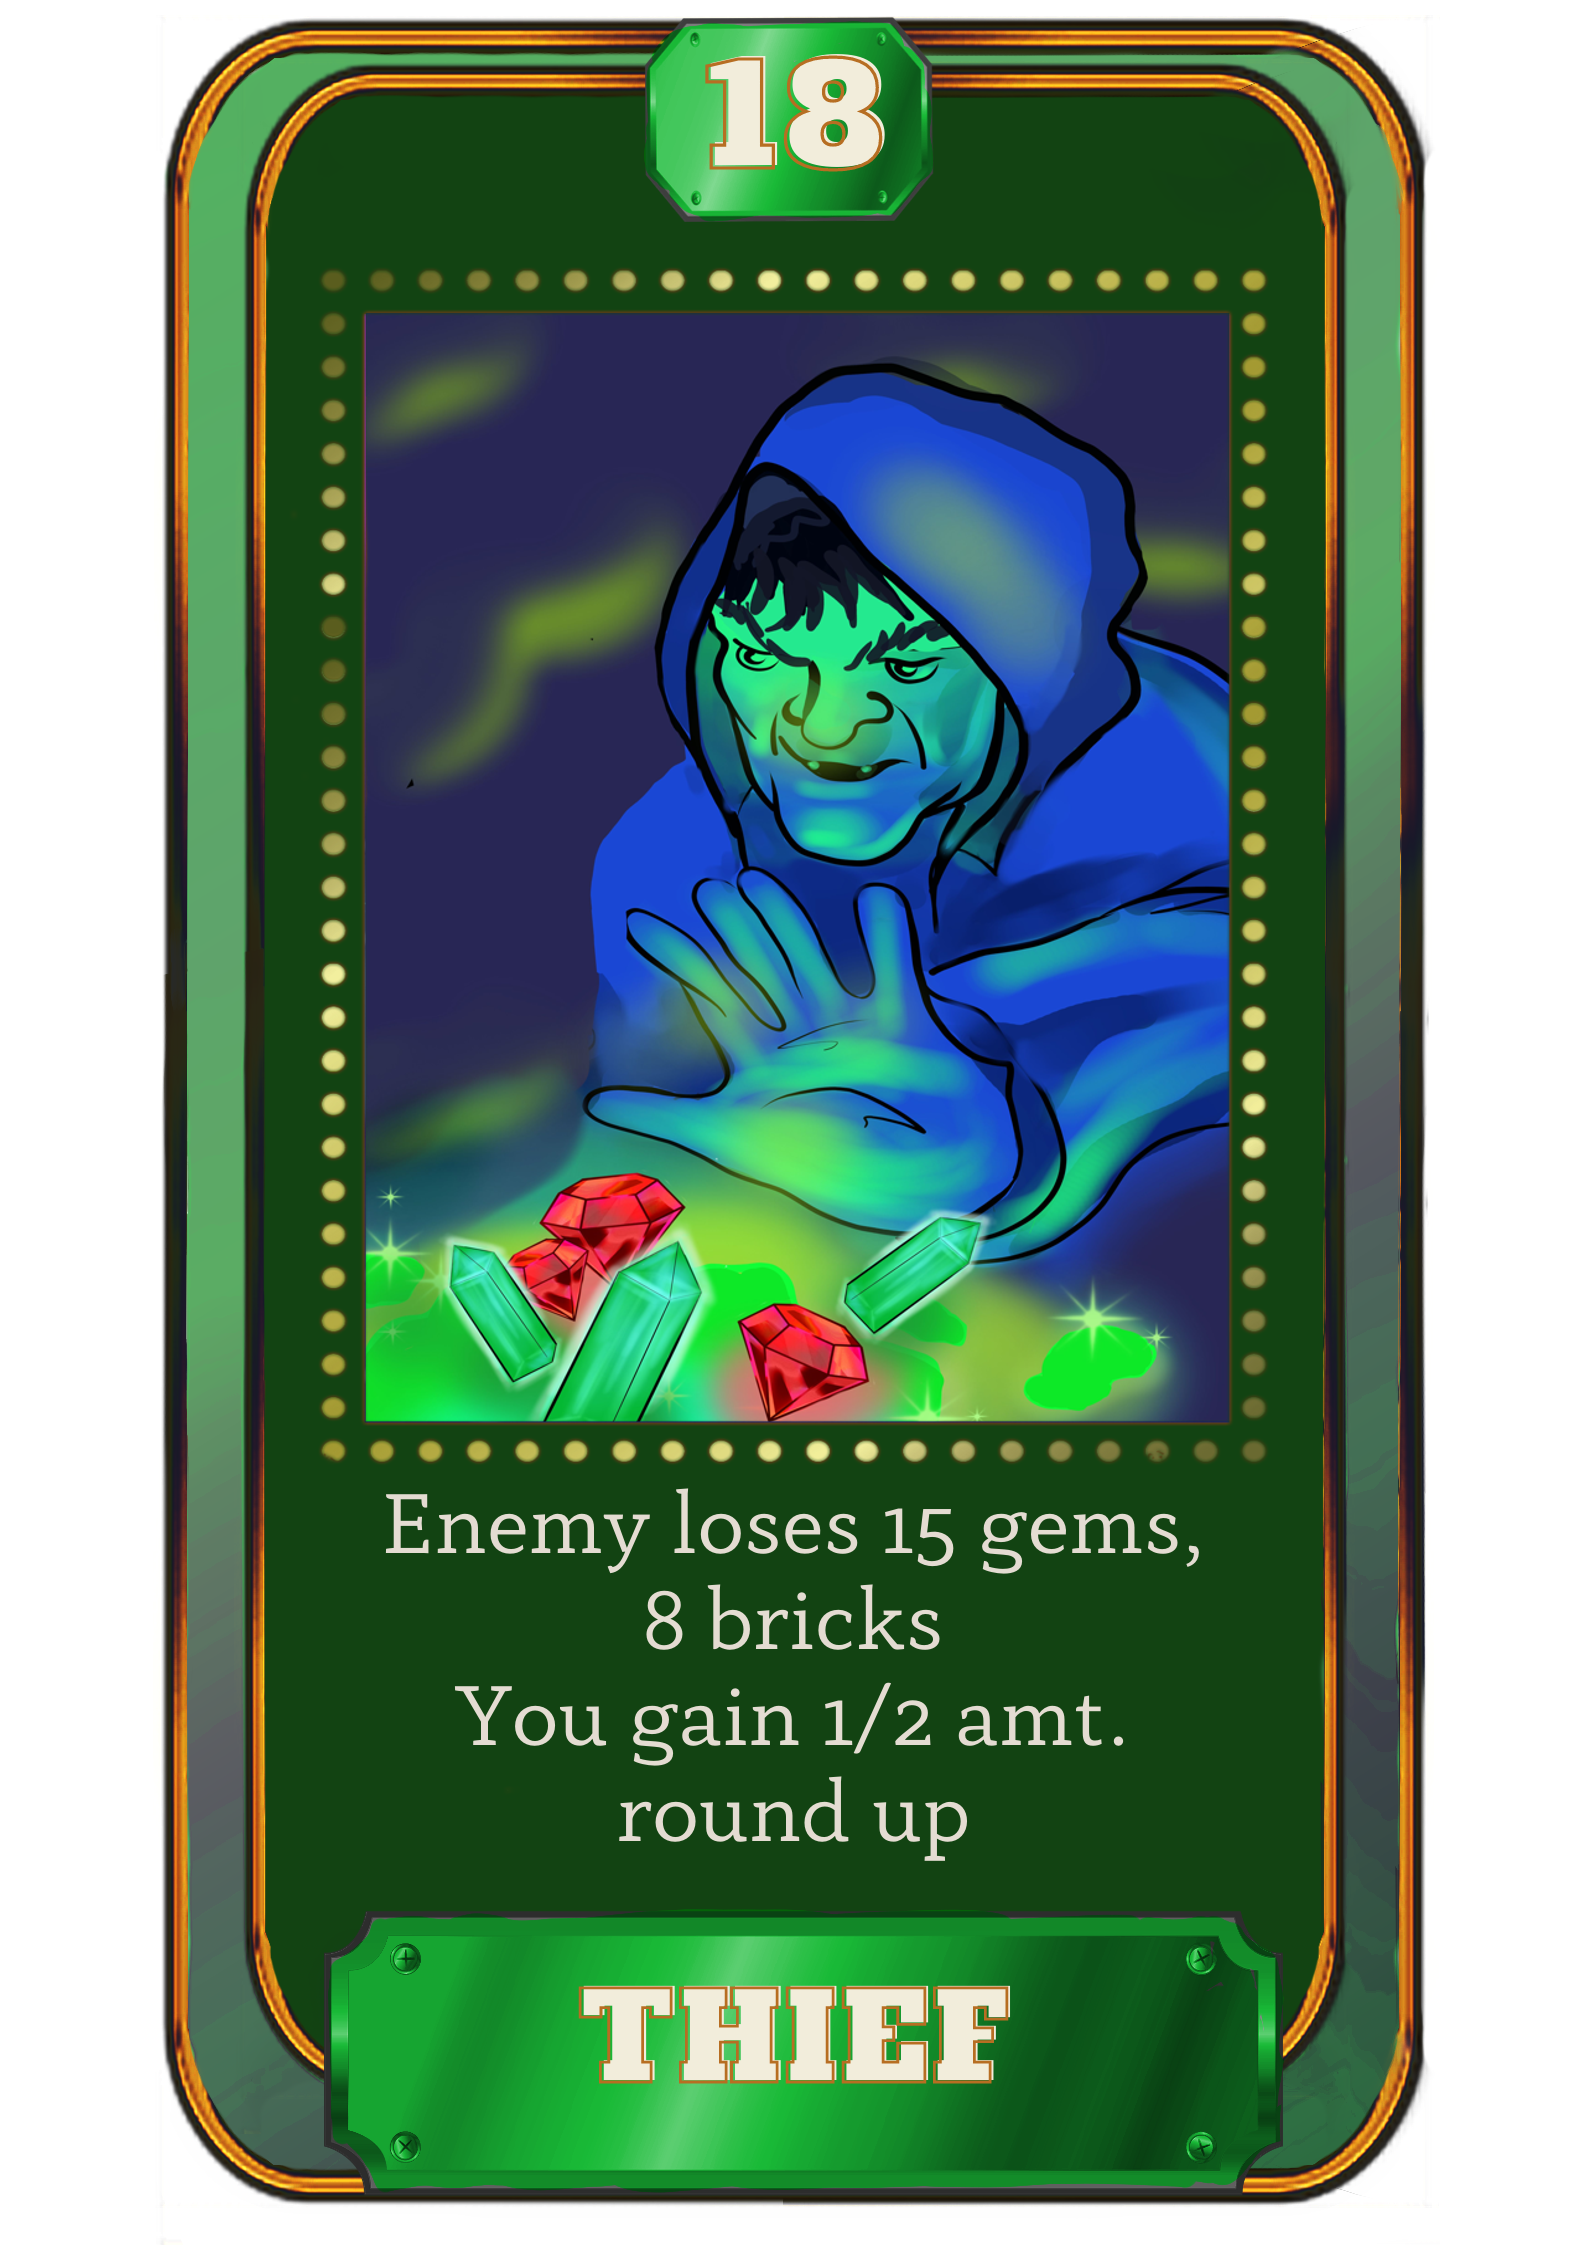 18
Enemy loses 15 gems,
8 bricks
You gain 1/2 amt.
round up
THIEF